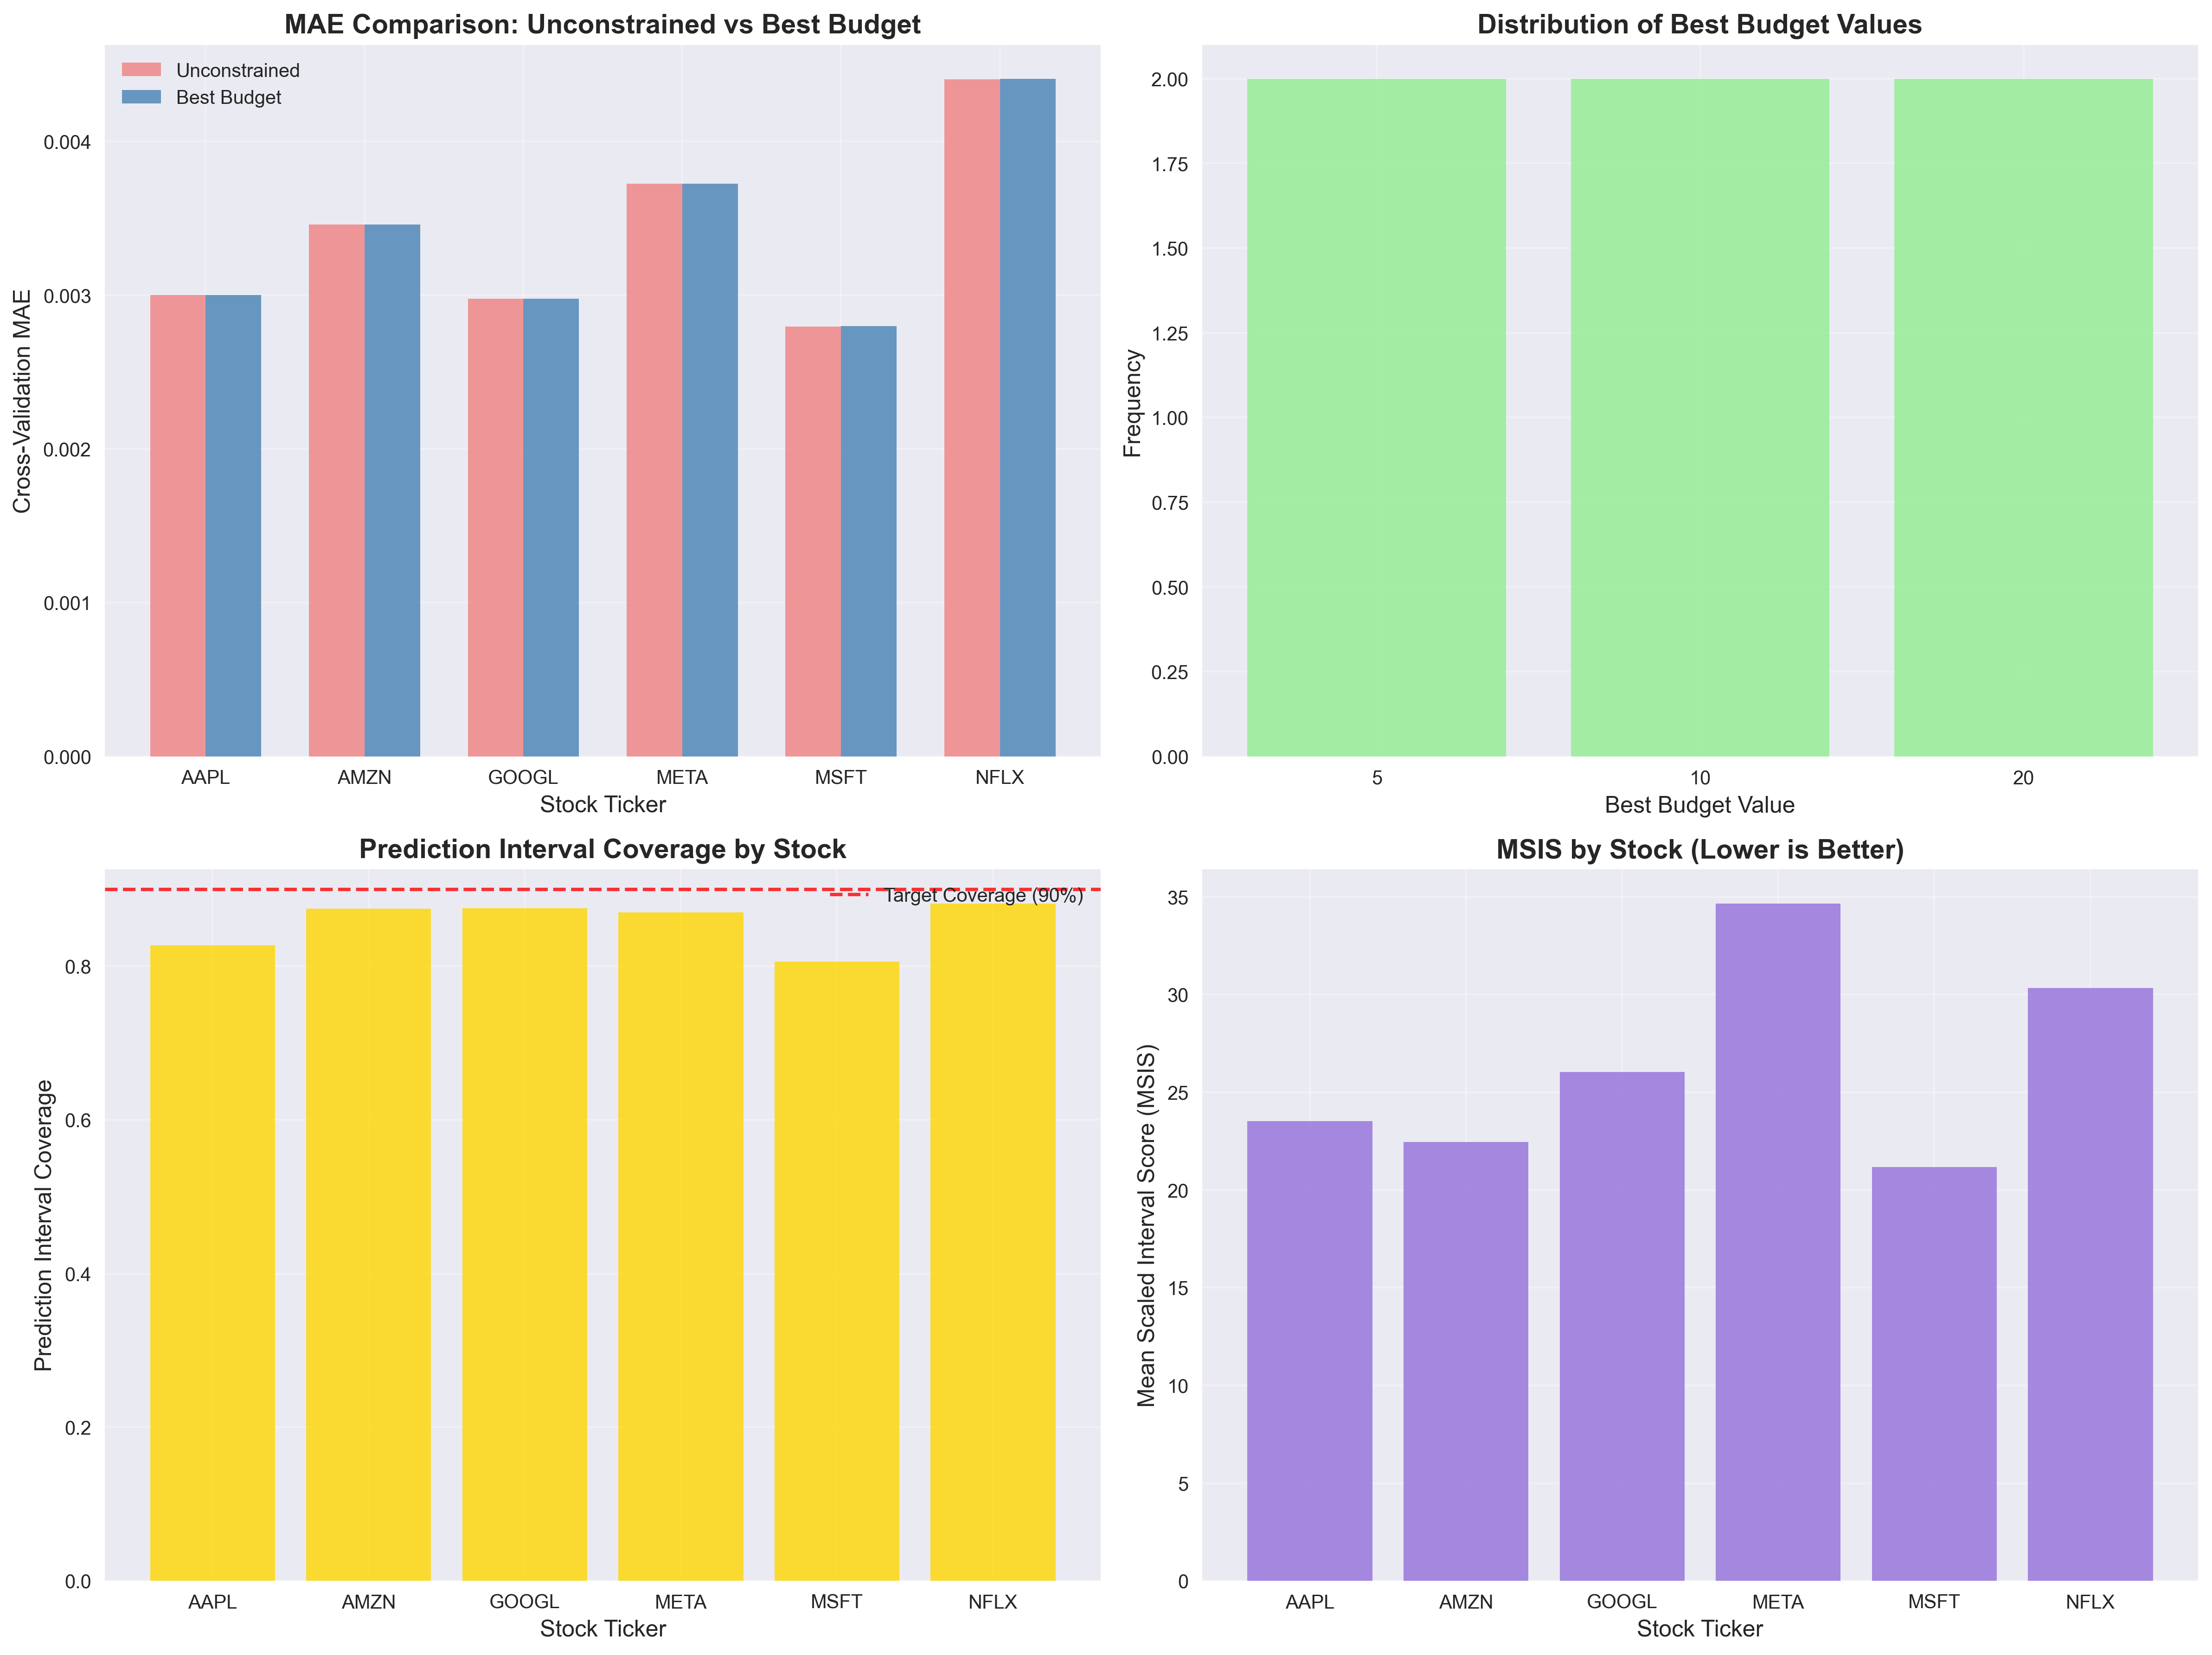 MAE Comparison: Unconstrained vs Best Budget
Unconstrained
Best Budget
Cross-Validation MAE
0.004
0.003
0.002
0.001
0.000
AAPL AMZN GOOGL META MSFT NFLX
Stock Ticker
Distribution of Best Budget Values
Frequency
2.00
1.75
1.50
1.25
1.00
0.75
0.50
0.25
0.00
5 10 20
Best Budget Value
Prediction Interval Coverage by Stock
Target Coverage (90%)
Prediction Interval Coverage
0.8
0.6
0.4
0.2
0.0
AAPL AMZN GOOGL META MSFT NFLX
Stock Ticker
MSIS by Stock (Lower is Better)
Mean Scaled Interval Score (MSIS)
35
30
25
20
15
10
5
0
AAPL AMZN GOOGL META MSFT NFLX
Stock Ticker